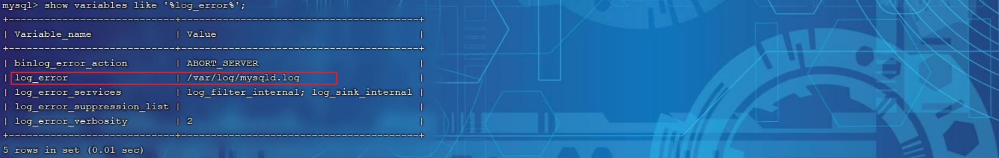 mysql> show variables like '%log_error%';
+----------------------------+----------------------------------------+
| Variable_name              | Value                                  |
+----------------------------+----------------------------------------+
| binlog_error_action        | ABORT_SERVER                           |
| log_error                  | /var/log/mysqld.log                    |
| log_error_services         | log_filter_internal; log_sink_internal |
| log_error_suppression_list |                                        |
| log_error_verbosity        | 2                                      |
+----------------------------+----------------------------------------+
5 rows in set (0.01 sec)